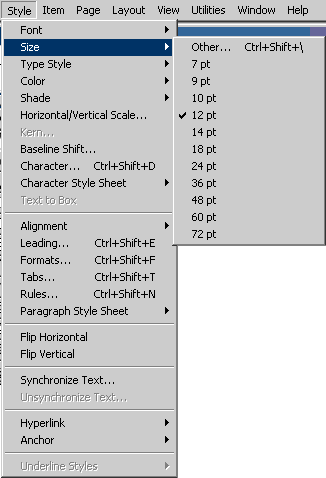 Style Item Page Layout View Utilities Window Help
Font
Size
Type Style
Color
Shade
Horizontal/Vertical Scale...
Kern...
Baseline Shift...
Character... Ctrl+Shift+D
Character Style Sheet
Text to Box
Alignment
Leading... Ctrl+Shift+E
Formats... Ctrl+Shift+F
Tabs... Ctrl+Shift+T
Rules... Ctrl+Shift+N
Paragraph Style Sheet
Flip Horizontal
Flip Vertical
Synchronize Text...
Unsynchronize Text...
Hyperlink
Anchor
Underline Styles
Other... Ctrl+Shift+\
7 pt
9 pt
10 pt
12 pt
14 pt
18 pt
24 pt
36 pt
48 pt
60 pt
72 pt